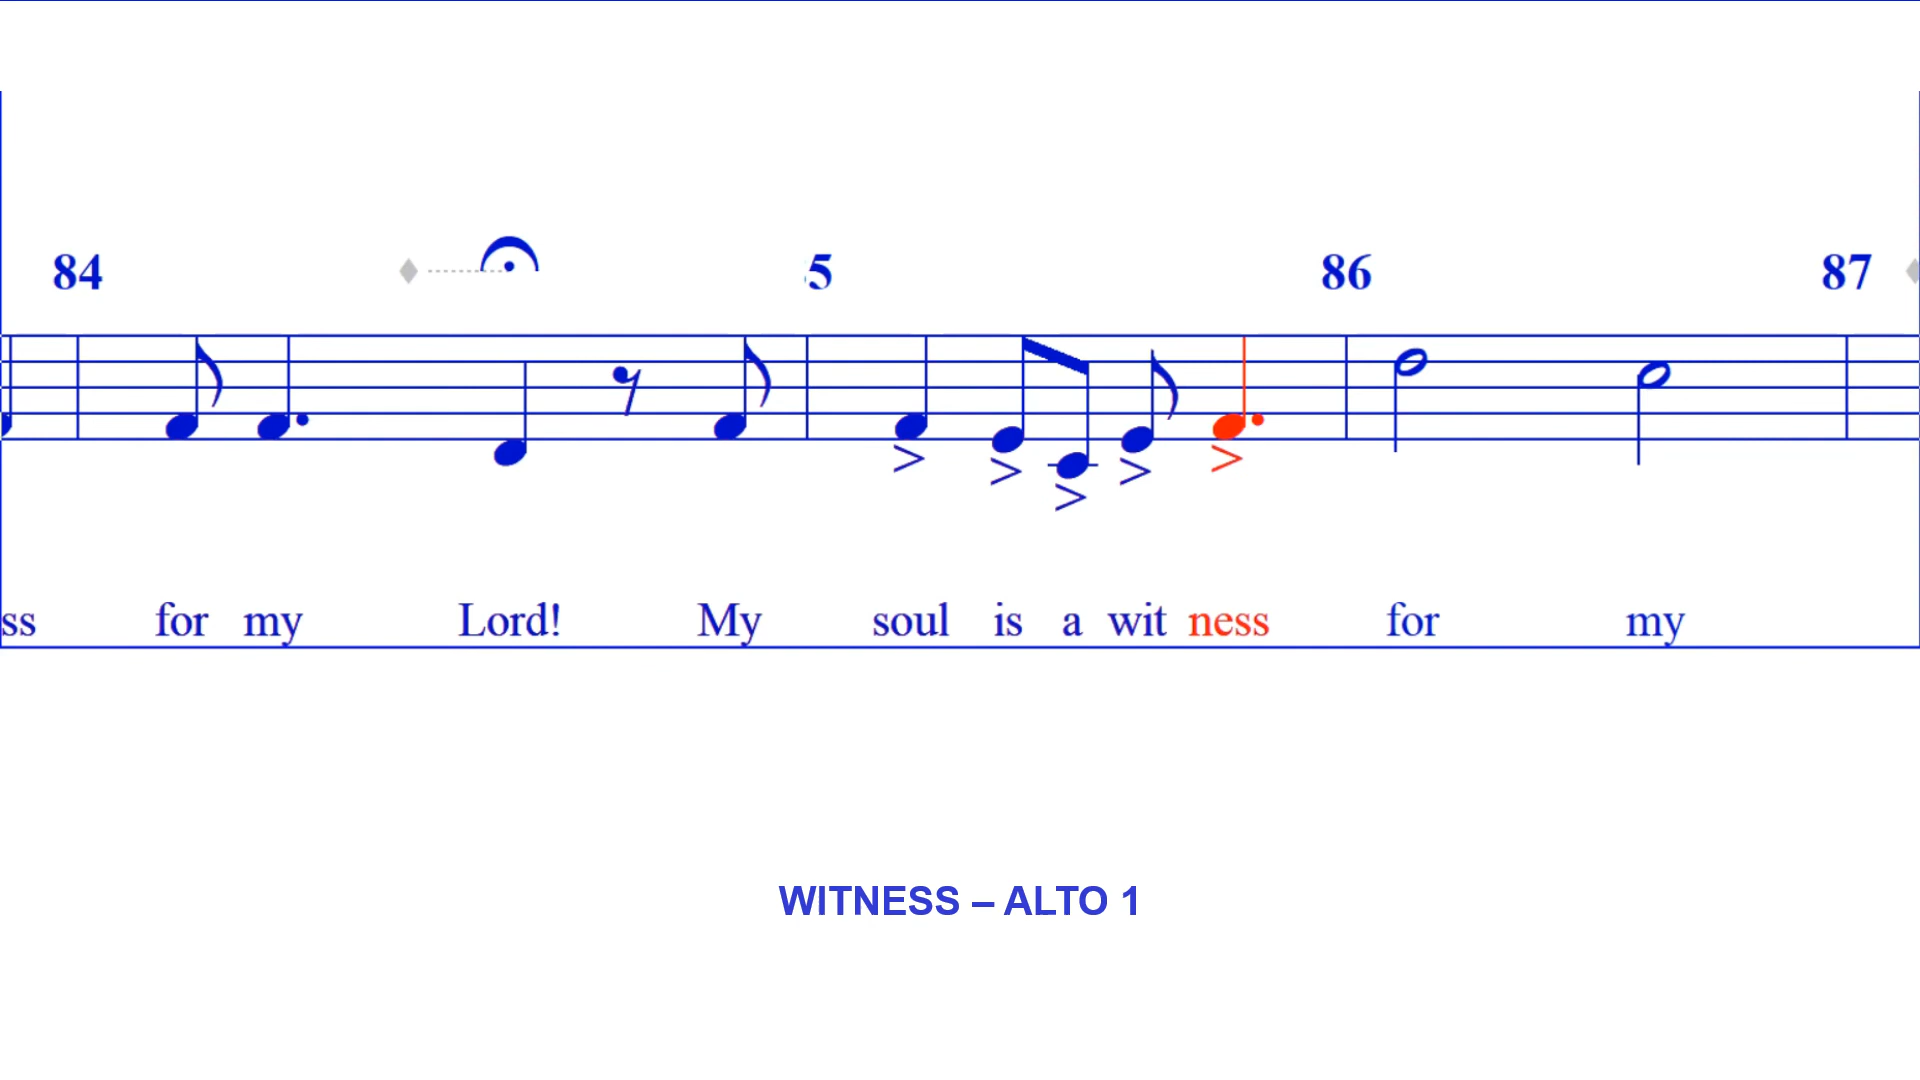 84 5 86 87
ss for my Lord! My soul is a wit ness for my
WITNESS – ALTO 1